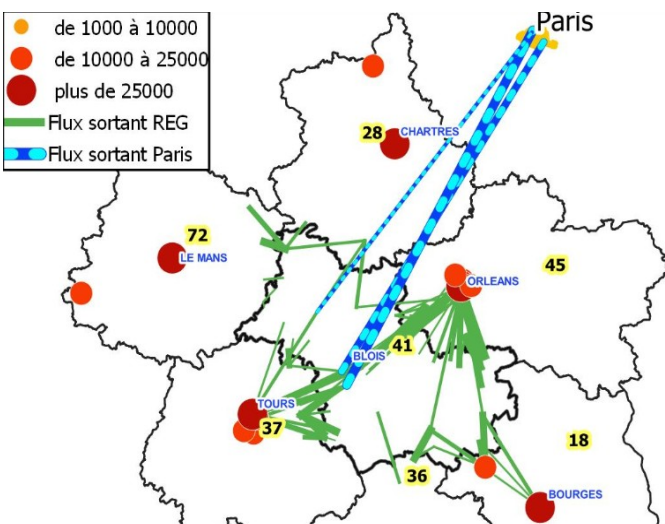 Paris
de 1000 à 10000
de 10000 à 25000
plus de 25000
Flux sortant REG
Flux sortant Paris
28
CHARTRES
72
LE MANS
45
ORLEANS
41
BLOIS
TOURS
37
18
36
BOURGES